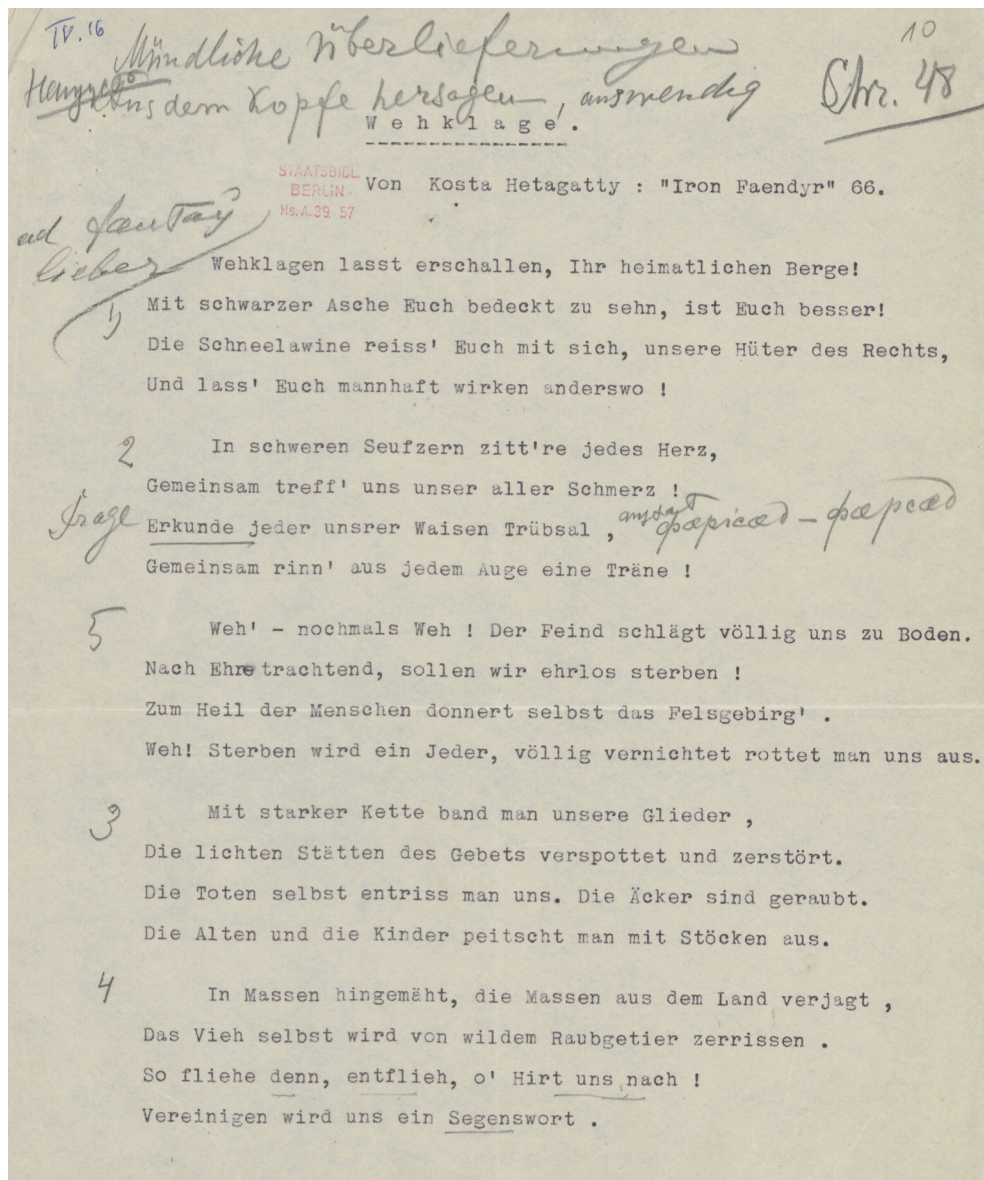 IV.16
10
Mündliche Überlieferungen
aus dem Kopfe hersagen, auswendig
Str. 48
Wehklage.
STAATSBIBL.
BERLIN
Hs.A.39. 57
Von Kosta Hetagatty : "Iron Faendyr" 66.
ad
lieber
Wehklagen lasst erschallen, Ihr heimatlichen Berge!
1)
Mit schwarzer Asche Euch bedeckt zu sehn, ist Euch besser!
Die Schneelawine reiss' Euch mit sich, unsere Hüter des Rechts,
Und lass' Euch mannhaft wirken anderswo !
2
In schweren Seufzern zitt're jedes Herz,
Gemeinsam treff' uns unser aller Schmerz !
Frage
Erkunde jeder unsrer Waisen Trübsal , anstatt фæрiсæд – фæрсæд
Gemeinsam rinn' aus jedem Auge eine Träne !
5
Weh' - nochmals Weh ! Der Feind schlägt völlig uns zu Boden.
Nach Ehre trachtend, sollen wir ehrlos sterben !
Zum Heil der Menschen donnert selbst das Felsgebirg' .
Weh! Sterben wird ein Jeder, völlig vernichtet rottet man uns aus.
3
Mit starker Kette band man unsere Glieder ,
Die lichten Stätten des Gebets verspottet und zerstört.
Die Toten selbst entriss man uns. Die Äcker sind geraubt.
Die Alten und die Kinder peitscht man mit Stöcken aus.
4
In Massen hingemäht, die Massen aus dem Land verjagt ,
Das Vieh selbst wird von wildem Raubgetier zerrissen .
So fliehe denn, entflieh, o' Hirt uns nach !
Vereinigen wird uns ein Segenswort .